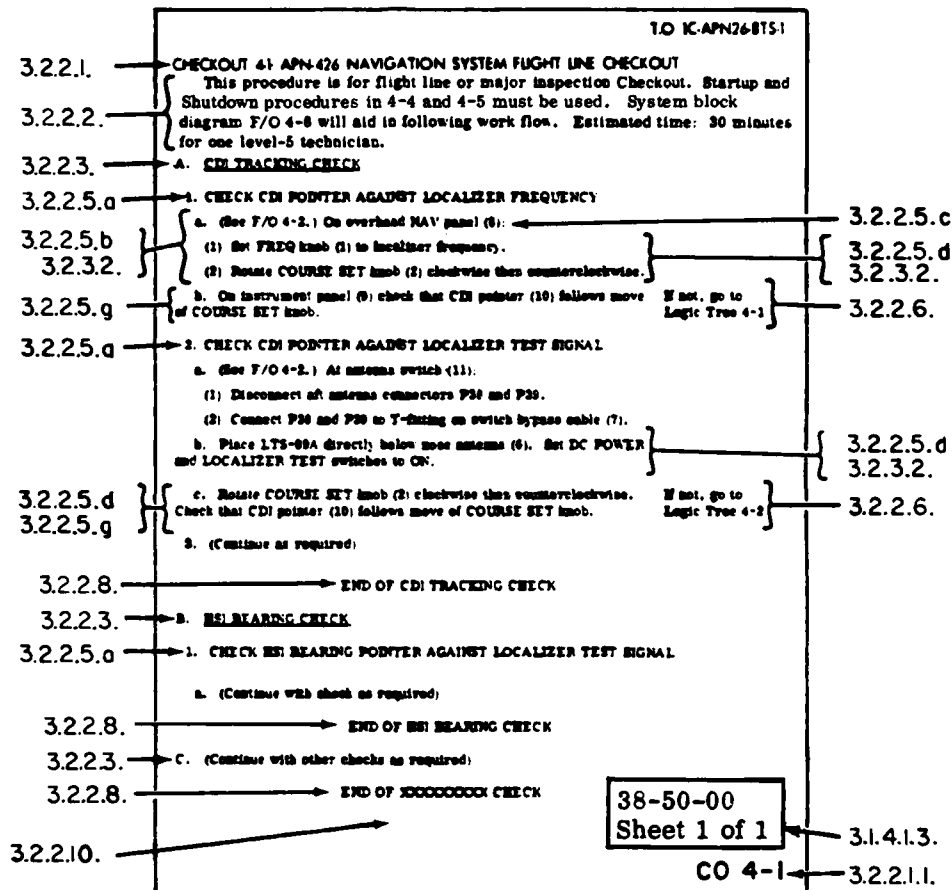 T.O 1C-APN26-8TS-1
3.2.2.1. CHECKOUT 4-1 APN-426 NAVIGATION SYSTEM FLIGHT LINE CHECKOUT
This procedure is for flight line or major inspection Checkout. Startup and
3.2.2.2. Shutdown procedures in 4-4 and 4-5 must be used. System block
diagram F/O 4-8 will aid in following work flow. Estimated time: 30 minutes
for one level-5 technician.
3.2.2.3. A. CDI TRACKING CHECK
3.2.2.5.a 1. CHECK CDI POINTER AGAINST LOCALIZER FREQUENCY
a. (See F/O 4-2.) On overhead NAV panel (8): 3.2.2.5.c
3.2.2.5.b (1) Set FREQ knob (1) to localizer frequency. 3.2.2.5.d
3.2.3.2. (2) Rotate COURSE SET knob (2) clockwise then counterclockwise. 3.2.3.2.
3.2.2.5.g b. On instrument panel (9) check that CDI pointer (10) follows move If not, go to
of COURSE SET knob. Logic Tree 4-1 3.2.2.6.
3.2.2.5.a 2. CHECK CDI POINTER AGAINST LOCALIZER TEST SIGNAL
a. (See F/O 4-2.) At antenna switch (11):
(1) Disconnect aft antenna connectors P38 and P39.
(2) Connect P38 and P39 to T-fitting on switch bypass cable (7).
b. Place LTS-89A directly below nose antenna (6). Set DC POWER 3.2.2.5.d
and LOCALIZER TEST switches to ON. 3.2.3.2.
3.2.2.5.d c. Rotate COURSE SET knob (2) clockwise then counterclockwise. If not, go to
3.2.2.5.g Check that CDI pointer (10) follows move of COURSE SET knob. Logic Tree 4-2 3.2.2.6.
3. (Continue as required)
3.2.2.8. END OF CDI TRACKING CHECK
3.2.2.3. B. HSI BEARING CHECK
3.2.2.5.a 1. CHECK HSI BEARING POINTER AGAINST LOCALIZER TEST SIGNAL
a. (Continue with check as required)
3.2.2.8. END OF HSI BEARING CHECK
3.2.2.3. C. (Continue with other checks as required)
3.2.2.8. END OF XXXXXXXXXX CHECK
38-50-00
Sheet 1 of 1 3.1.4.1.3.
3.2.2.10.
CO 4-1 3.2.2.1.1.